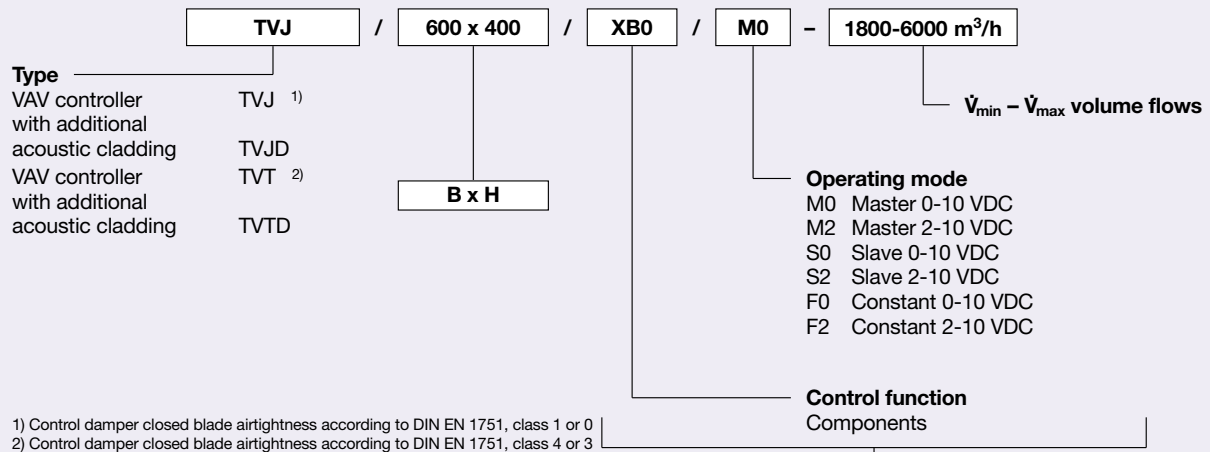 TVJ / 600 x 400 / XB0 / M0 – 1800-6000 m³/h
Type
VAV controller TVJ 1)
with additional
acoustic cladding TVJD
VAV controller TVT 2)
with additional
acoustic cladding TVTD
B x H
V̇min – V̇max volume flows
Operating mode
M0 Master 0-10 VDC
M2 Master 2-10 VDC
S0 Slave 0-10 VDC
S2 Slave 2-10 VDC
F0 Constant 0-10 VDC
F2 Constant 2-10 VDC
Control function
Components
1) Control damper closed blade airtightness according to DIN EN 1751, class 1 or 0
2) Control damper closed blade airtightness according to DIN EN 1751, class 4 or 3